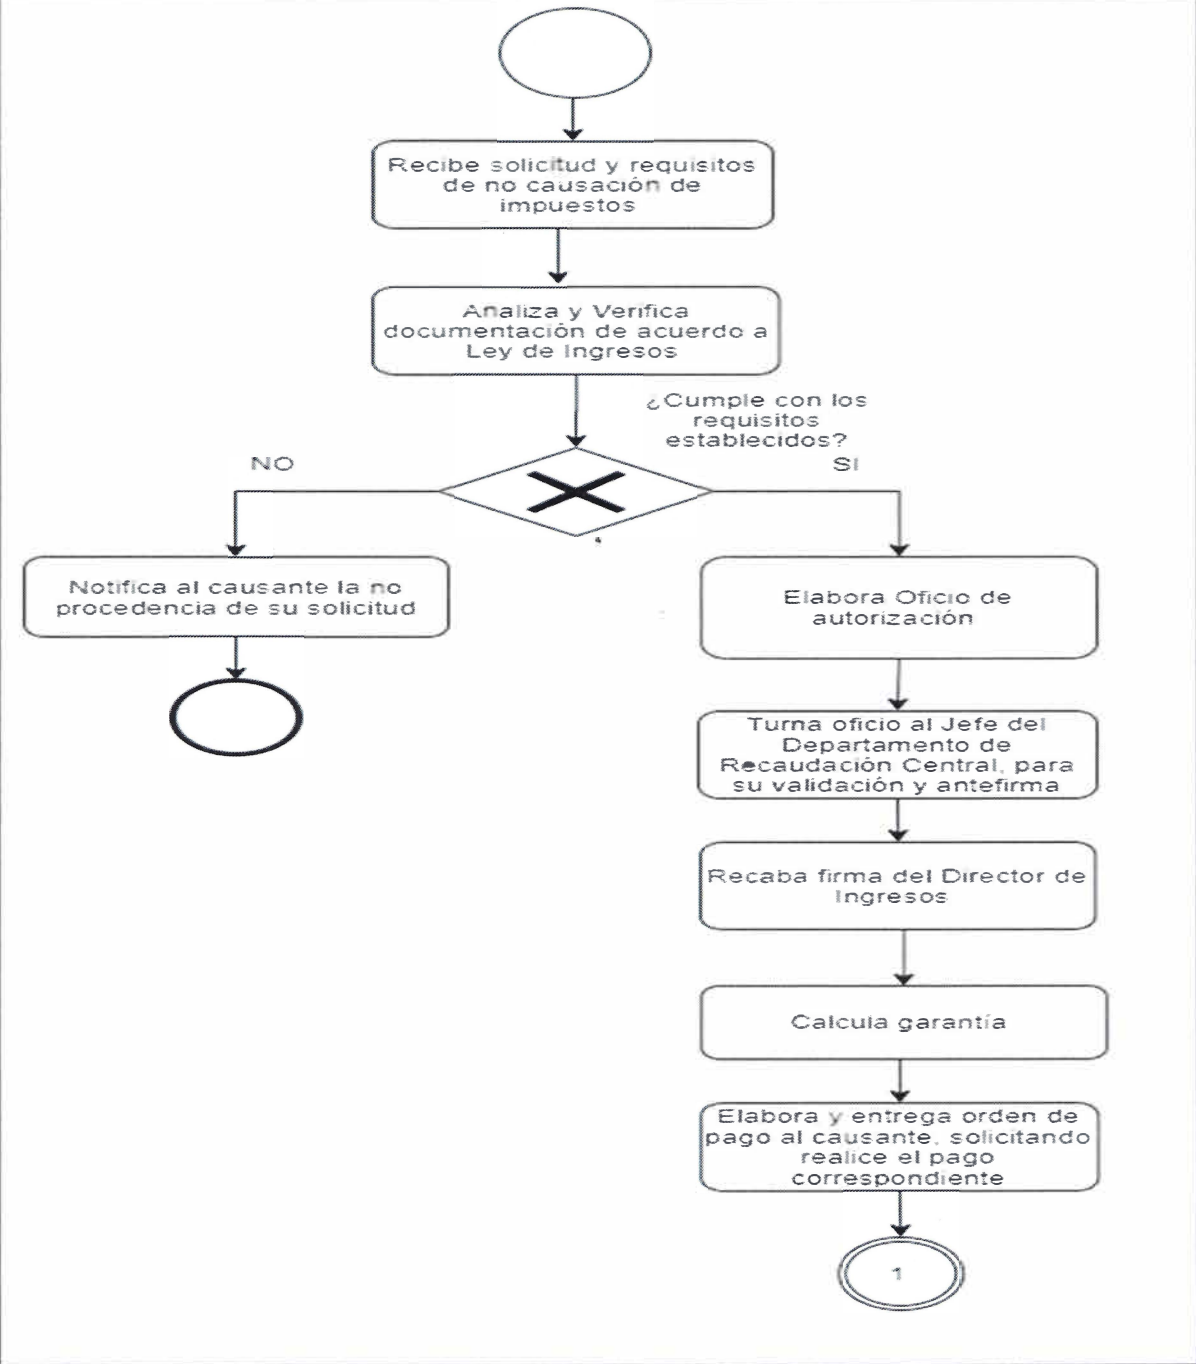 Recibe solicitud y requisitos
de no causación de
impuestos
Analiza y Verifica
documentación de acuerdo a
Ley de Ingresos
¿Cumple con los
requisitos
establecidos?
NO
SI
Notifica al causante la no
procedencia de su solicitud
Elabora Oficio de
autorización
Turna oficio al Jefe del
Departamento de
Recaudación Central, para
su validación y antefirma
Recaba firma del Director de
Ingresos
Calcula garantía
Elabora y entrega orden de
pago al causante, solicitando
realice el pago
correspondiente
1